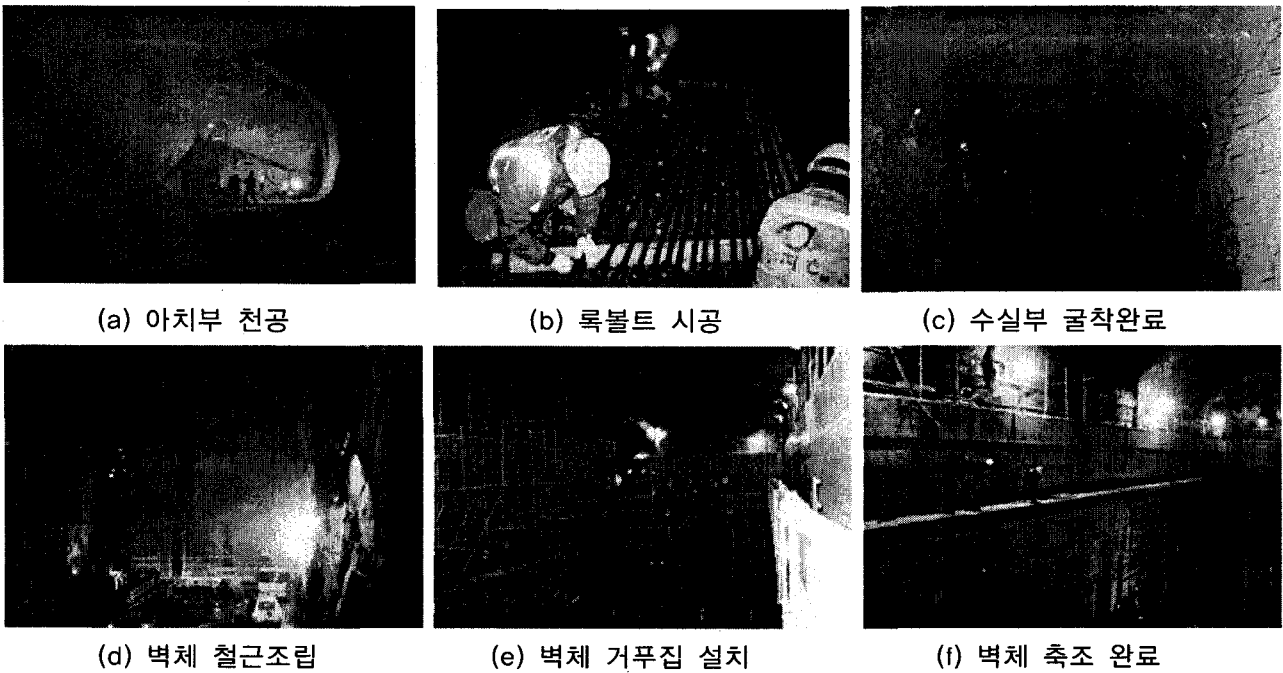 (a) 아치부 천공
(b) 록볼트 시공
(c) 수실부 굴착완료
(d) 벽체 철근조립
(e) 벽체 거푸집 설치
(f) 벽체 축조 완료